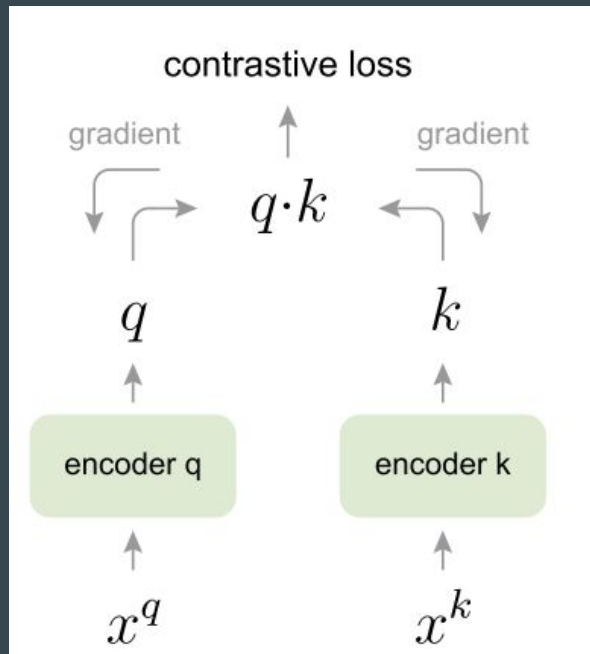 contrastive loss
gradient gradient
q·k
q k
encoder q encoder k
x^q x^k